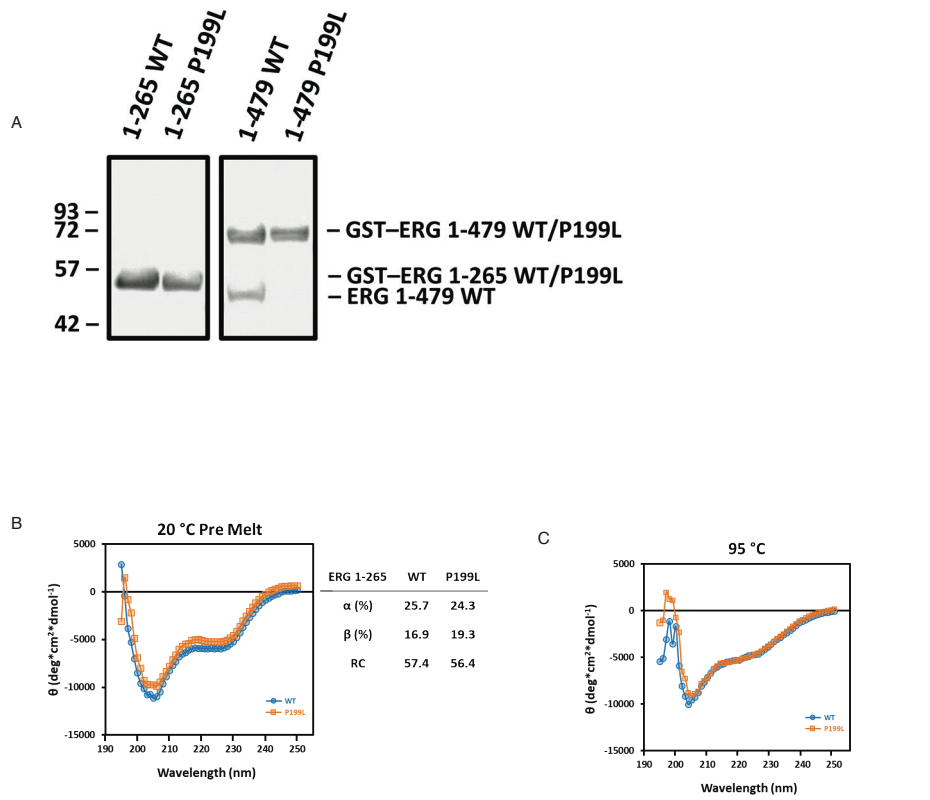 A
1-265 WT
1-265 P199L
1-479 WT
1-479 P199L
93 –
72 –
57 –
42 –
– GST–ERG 1-479 WT/P199L
– GST–ERG 1-265 WT/P199L
– ERG 1-479 WT
B
20 °C Pre Melt
5000
0
-5000
-10000
-15000
θ (deg*cm²*dmol⁻¹)
190 200 210 220 230 240 250
Wavelength (nm)
WT
P199L
ERG 1-265 WT P199L
α (%) 25.7 24.3
β (%) 16.9 19.3
RC 57.4 56.4
C
95 °C
5000
0
-5000
-10000
-15000
θ (deg*cm²*dmol⁻¹)
190 200 210 220 230 240 250
Wavelength (nm)
WT
P199L